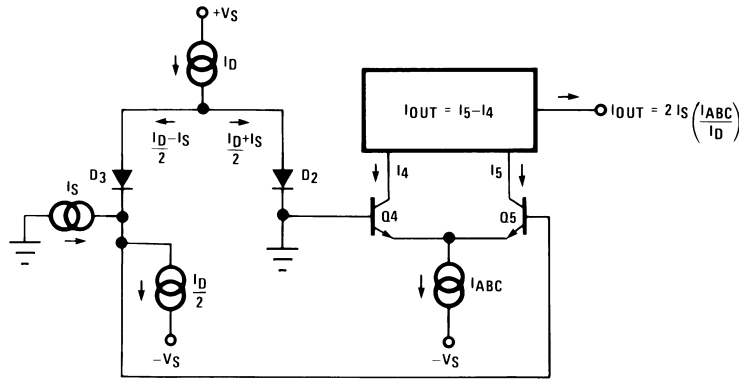 +VS
ID
ID/2 − IS
ID/2 + IS
D3
D2
IS
ID/2
−VS
IOUT = I5 − I4
IOUT = 2 IS (IABC/ID)
I4
I5
Q4
Q5
IABC
−VS